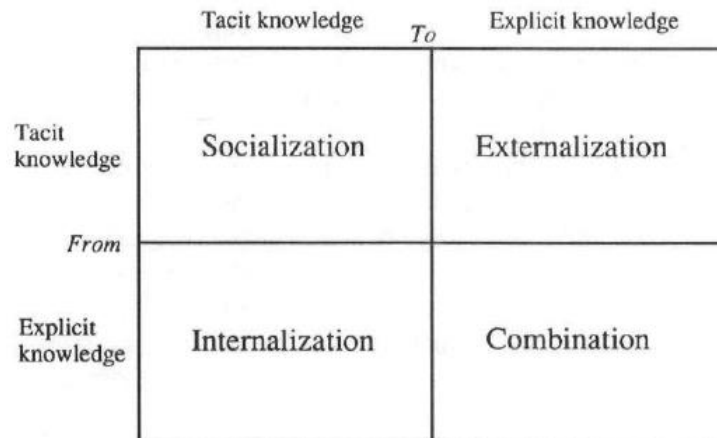 Tacit knowledge
To
Explicit knowledge
Tacit
knowledge
Socialization
Externalization
From
Explicit
knowledge
Internalization
Combination